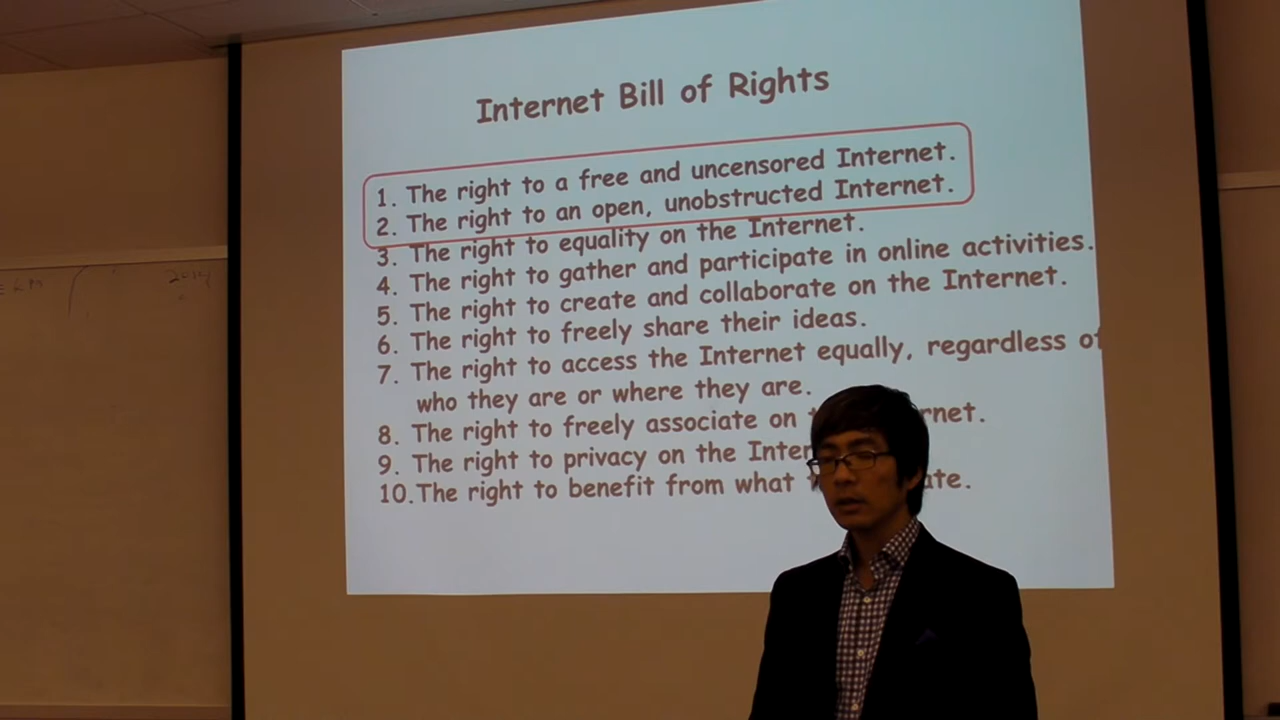 Internet Bill of Rights
1. The right to a free and uncensored Internet.
2. The right to an open, unobstructed Internet.
3. The right to equality on the Internet.
4. The right to gather and participate in online activities.
5. The right to create and collaborate on the Internet.
6. The right to freely share their ideas.
7. The right to access the Internet equally, regardless of
who they are or where they are.
8. The right to freely associate on rnet.
9. The right to privacy on the Inter
10.The right to benefit from what ate.